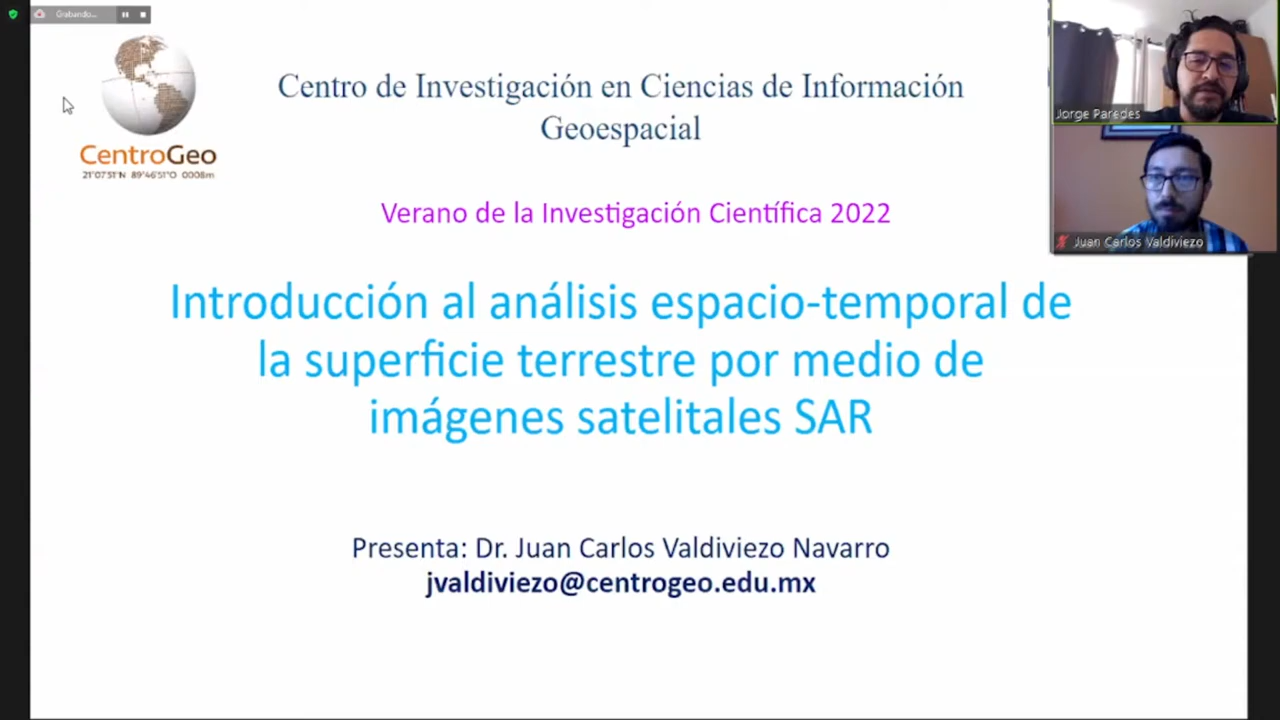 Grabando...
Centro de Investigación en Ciencias de Información
Geoespacial
CentroGeo
21°07'51"N 89°46'51"O 0008m
Jorge Paredes
Verano de la Investigación Científica 2022
Juan Carlos Valdiviezo
Introducción al análisis espacio-temporal de
la superficie terrestre por medio de
imágenes satelitales SAR
Presenta: Dr. Juan Carlos Valdiviezo Navarro
jvaldiviezo@centrogeo.edu.mx